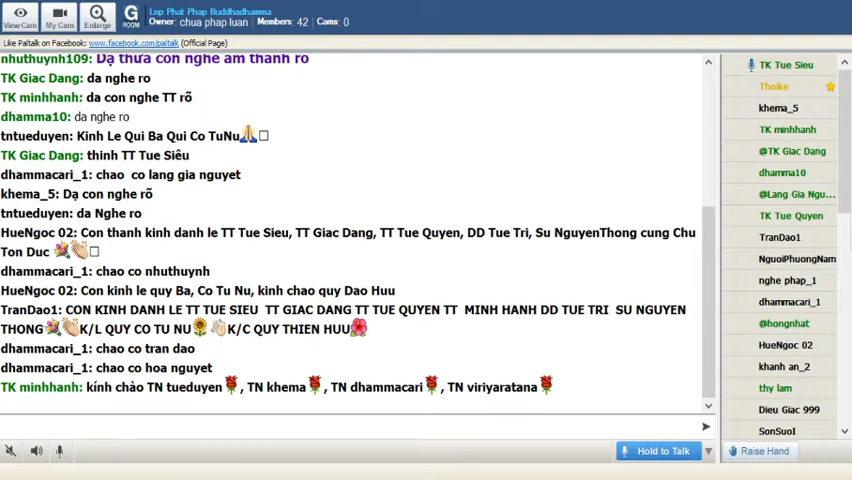 View Cam
My Cam
Enlarge
G
ROOM
Lop Phat Phap Buddhadhamma
Owner: chua phap luan Members: 42 Cams: 0
Like Paltalk on Facebook: www.facebook.com/paltalk (Official Page)
nhuthuynh109: Dạ thưa con nghe âm thanh rõ
TK Giac Dang: da nghe ro
TK minhhanh: da con nghe TT rõ
dhamma10: da nghe ro
tntueduyen: Kinh Le Qui Ba Qui Co TuNu
TK Giac Dang: thinh TT Tue Siêu
dhammacari_1: chao co lang gia nguyet
khema_5: Dạ con nghe rõ
tntueduyen: da Nghe ro
HueNgoc 02: Con thanh kinh danh le TT Tue Sieu, TT Giac Dang, TT Tue Quyen, DD Tue Tri, Su NguyenThong cung Chu
Ton Duc
dhammacari_1: chao co nhuthuynh
HueNgoc 02: Con kinh le quy Ba, Co Tu Nu, kinh chao quy Dao Huu
TranDao1: CON KINH DANH LE TT TUE SIEU TT GIAC DANG TT TUE QUYEN TT MINH HANH DD TUE TRI SU NGUYEN
THONG K/L QUY CO TU NU K/C QUY THIEN HUU
dhammacari_1: chao co tran dao
dhammacari_1: chao co hoa nguyet
TK minhhanh: kính chào TN tueduyen , TN khema , TN dhammacari , TN viriyaratana
Hold to Talk
TK Tue Sieu
Thoike
khema_5
TK minhhanh
@TK Giac Dang
dhamma10
@Lang Gia Ngu...
TK Tue Quyen
TranDao1
NguoiPhuongNam
nghe phap_1
dhammacari_1
@hongnhat
HueNgoc 02
khanh an_2
thy lam
Dieu Giac 999
SonSuoI
Raise Hand